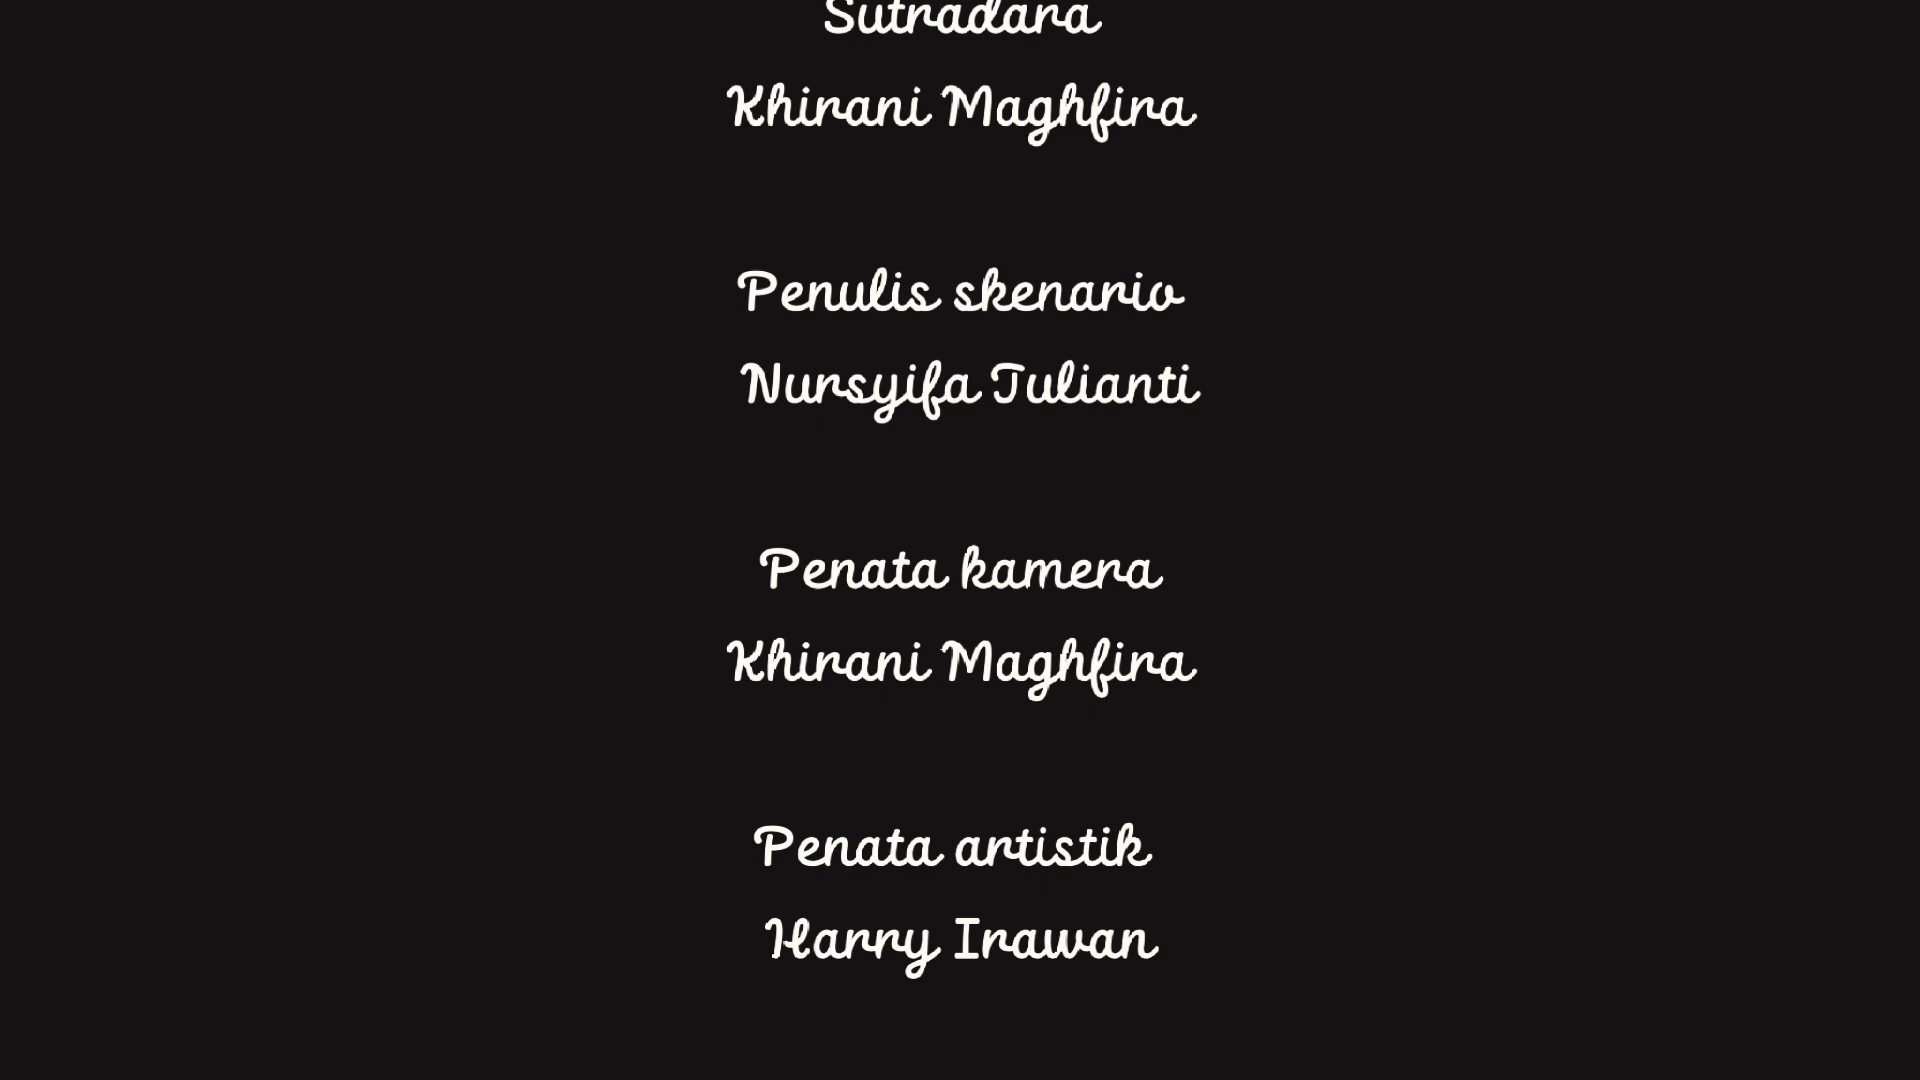 Sutradara
Khirani Maghfira
Penulis skenario
Nursyifa Tulianti
Penata kamera
Khirani Maghfira
Penata artistik
Harry Irawan